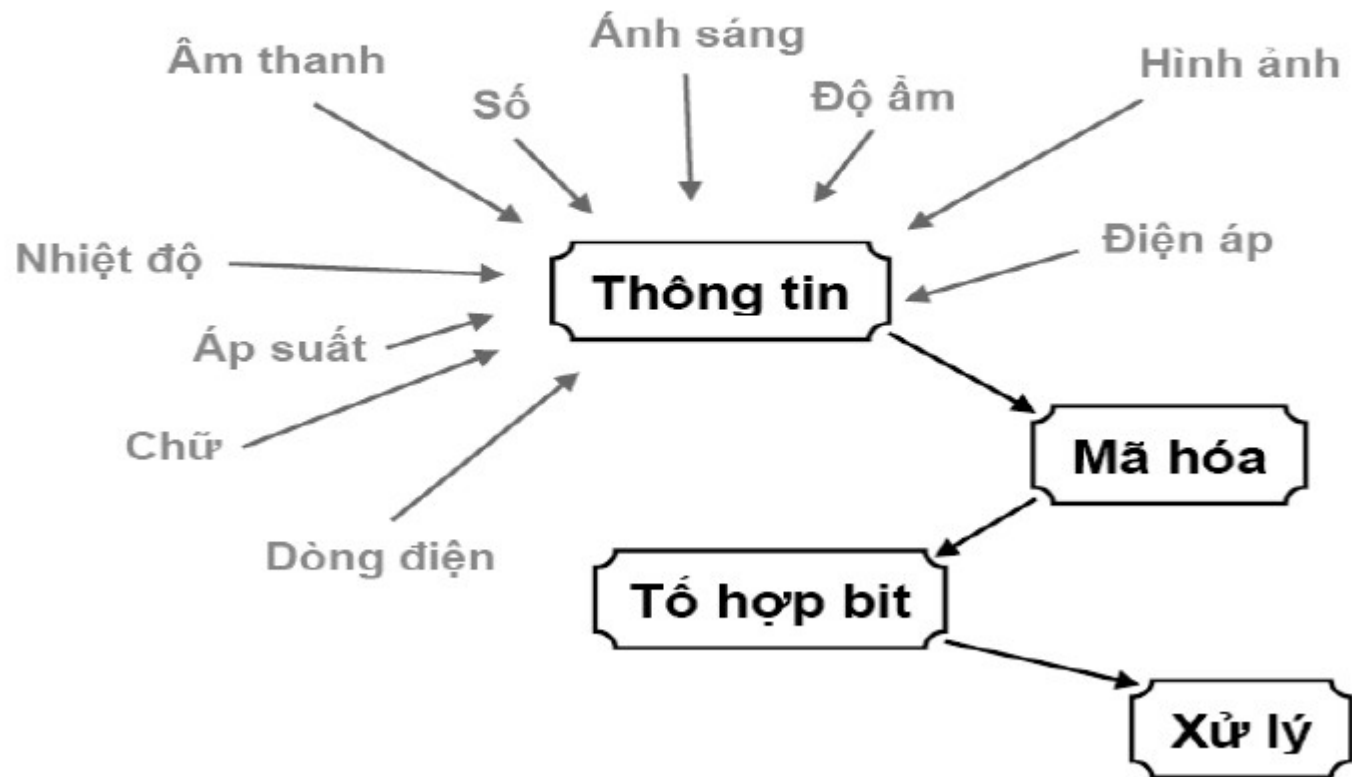 Ánh sáng
Âm thanh
Hình ảnh
Số
Độ ẩm
Nhiệt độ
Điện áp
Thông tin
Áp suất
Chữ
Mã hóa
Dòng điện
Tổ hợp bit
Xử lý